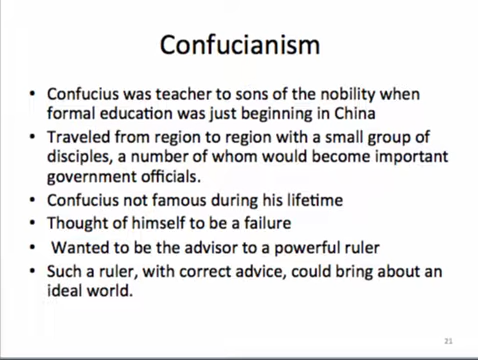 Confucianism
• Confucius was teacher to sons of the nobility when
formal education was just beginning in China
• Traveled from region to region with a small group of
disciples, a number of whom would become important
government officials.
• Confucius not famous during his lifetime
• Thought of himself to be a failure
• Wanted to be the advisor to a powerful ruler
• Such a ruler, with correct advice, could bring about an
ideal world.
21